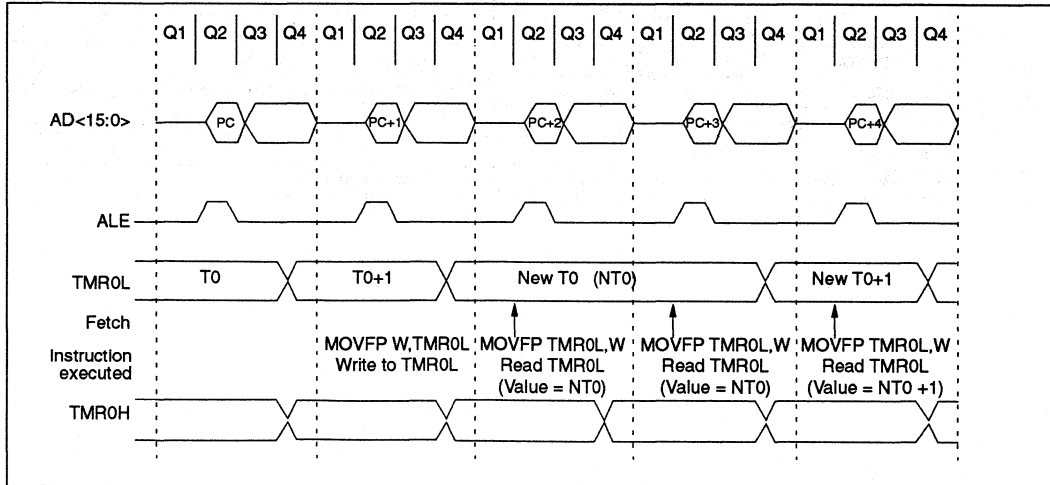 Q1 Q2 Q3 Q4 Q1 Q2 Q3 Q4 Q1 Q2 Q3 Q4 Q1 Q2 Q3 Q4 Q1 Q2 Q3 Q4
AD<15:0> PC PC+1 PC+2 PC+3 PC+4
ALE
TMR0L T0 T0+1 New T0 (NT0) New T0+1
Fetch
Instruction
executed
MOVFP W,TMR0L
Write to TMR0L
MOVFP TMR0L,W
Read TMR0L
(Value = NT0)
MOVFP TMR0L,W
Read TMR0L
(Value = NT0)
MOVFP TMR0L,W
Read TMR0L
(Value = NT0 +1)
TMR0H